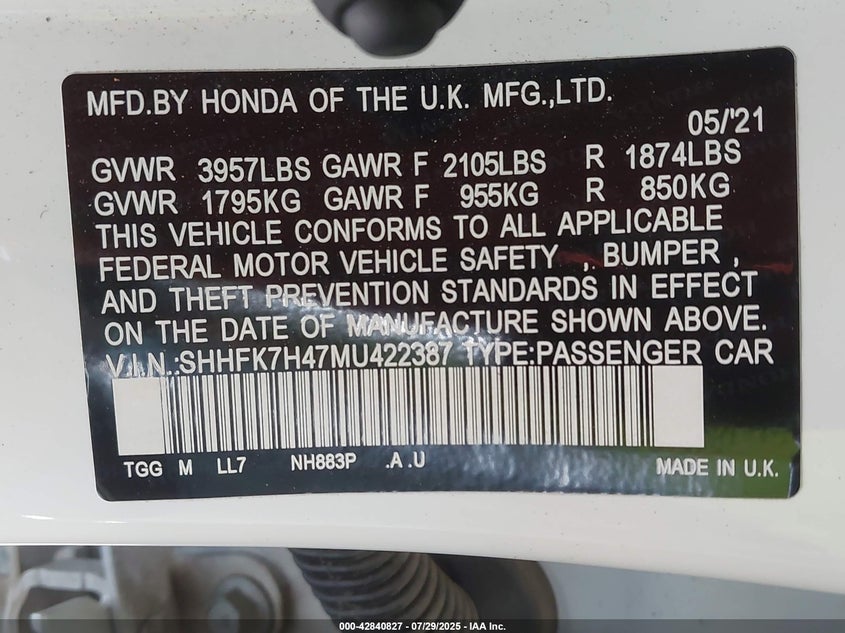 MFD.BY HONDA OF THE U.K. MFG.,LTD.
05/'21
GVWR 3957LBS GAWR F 2105LBS R 1874LBS
GVWR 1795KG GAWR F 955KG R 850KG
THIS VEHICLE CONFORMS TO ALL APPLICABLE
FEDERAL MOTOR VEHICLE SAFETY , BUMPER ,
AND THEFT PREVENTION STANDARDS IN EFFECT
ON THE DATE OF MANUFACTURE SHOWN ABOVE.
V.I.N.:SHHFK7H47MU422387 TYPE:PASSENGER CAR
TGG M LL7 NH883P .A .U MADE IN U.K.
000-42840827 - 07/29/2025 - IAA Inc.